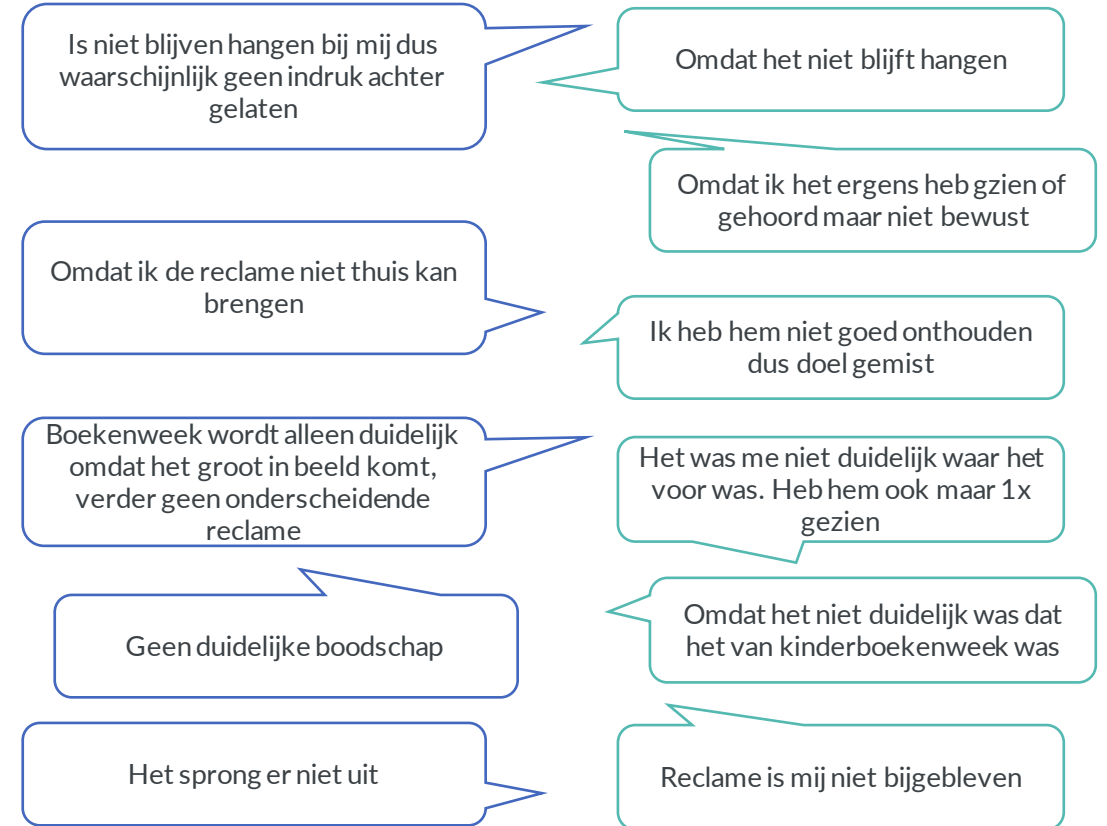 Is niet blijven hangen bij mij dus
waarschijnlijk geen indruk achter
gelaten
Omdat het niet blijft hangen
Omdat ik het ergens heb gzien of
gehoord maar niet bewust
Omdat ik de reclame niet thuis kan
brengen
Ik heb hem niet goed onthouden
dus doel gemist
Boekenweek wordt alleen duidelijk
omdat het groot in beeld komt,
verder geen onderscheidende
reclame
Het was me niet duidelijk waar het
voor was. Heb hem ook maar 1x
gezien
Omdat het niet duidelijk was dat
het van kinderboekenweek was
Geen duidelijke boodschap
Het sprong er niet uit
Reclame is mij niet bijgebleven